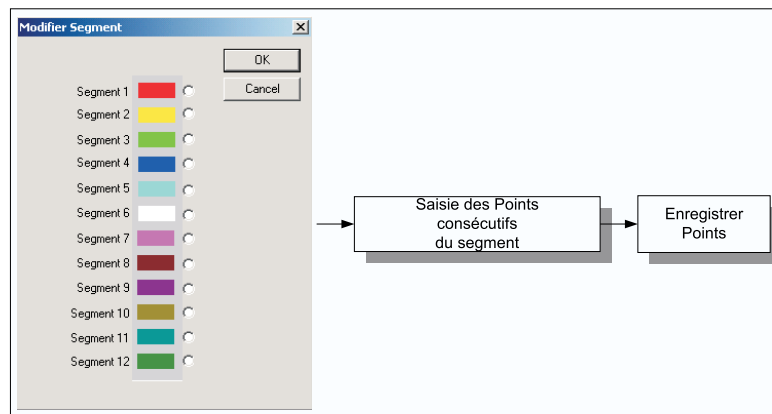 Modifier Segment
OK
Cancel
Segment 1
Segment 2
Segment 3
Segment 4
Segment 5
Segment 6
Segment 7
Segment 8
Segment 9
Segment 10
Segment 11
Segment 12
Saisie des Points
consécutifs
du segment
Enregistrer
Points